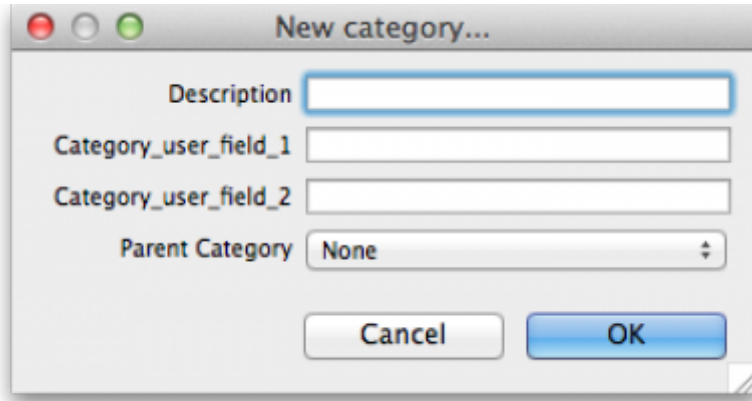 New category...
Description
Category_user_field_1
Category_user_field_2
Parent Category None
Cancel OK